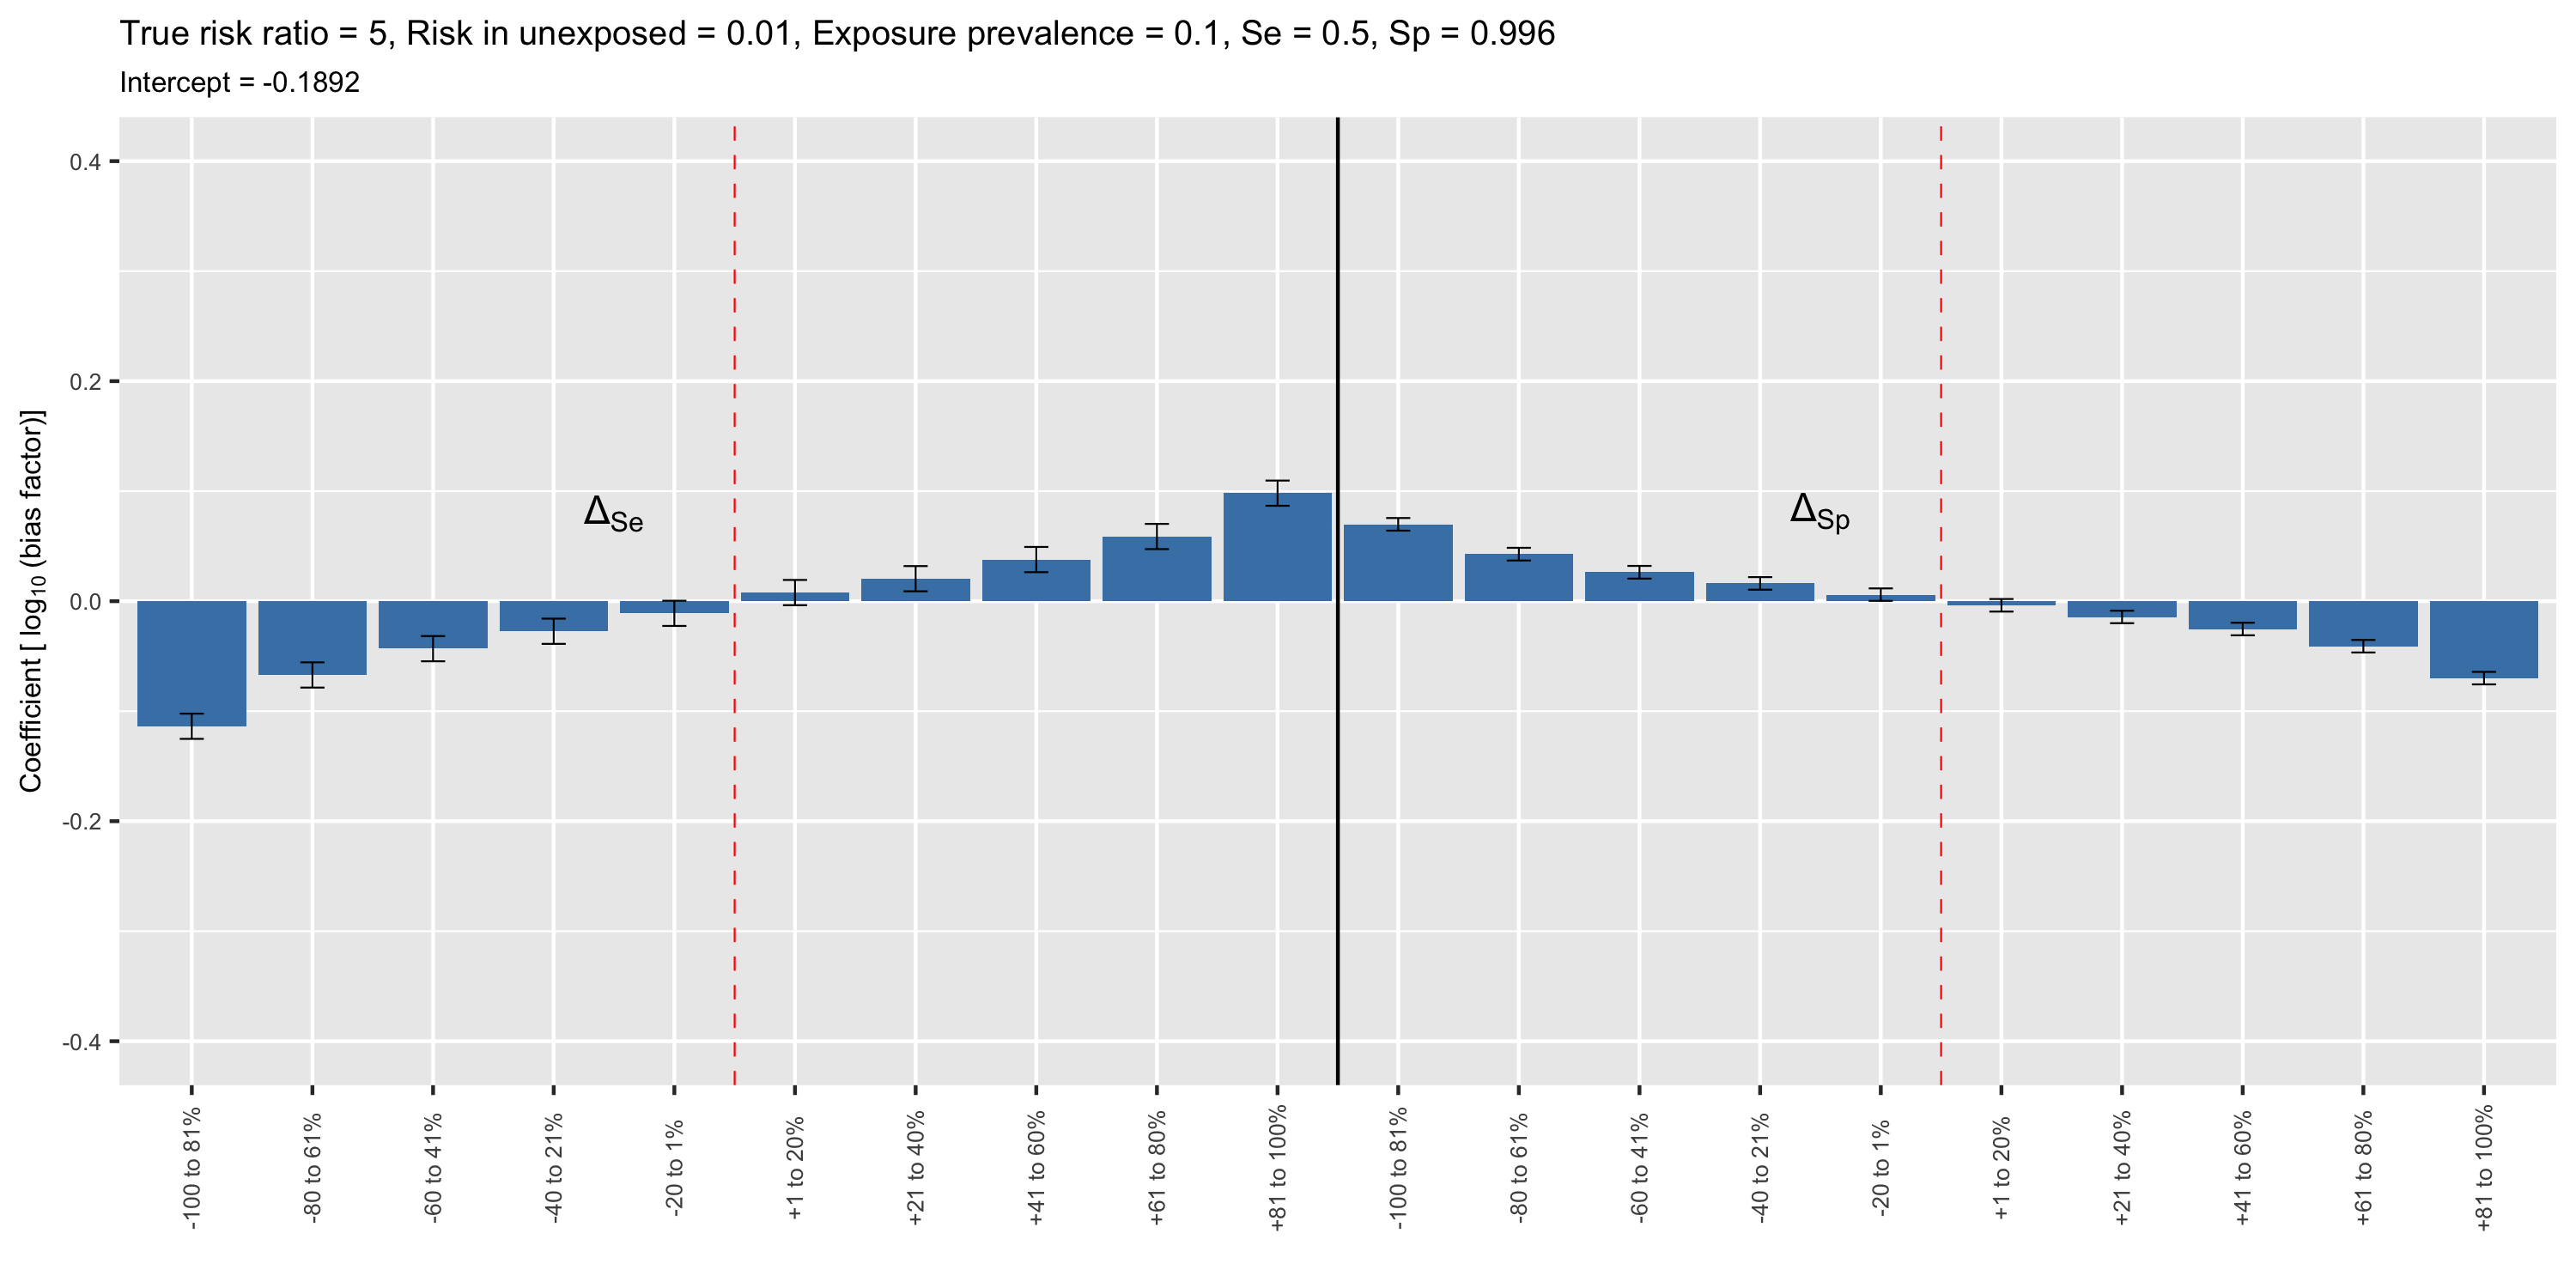 True risk ratio = 5, Risk in unexposed = 0.01, Exposure prevalence = 0.1, Se = 0.5, Sp = 0.996
Intercept = -0.1892
Coefficient [ log10 (bias factor)]
0.4
0.2
0.0
-0.2
-0.4
ΔSe
ΔSp
-100 to 81%
-80 to 61%
-60 to 41%
-40 to 21%
-20 to 1%
+1 to 20%
+21 to 40%
+41 to 60%
+61 to 80%
+81 to 100%
-100 to 81%
-80 to 61%
-60 to 41%
-40 to 21%
-20 to 1%
+1 to 20%
+21 to 40%
+41 to 60%
+61 to 80%
+81 to 100%